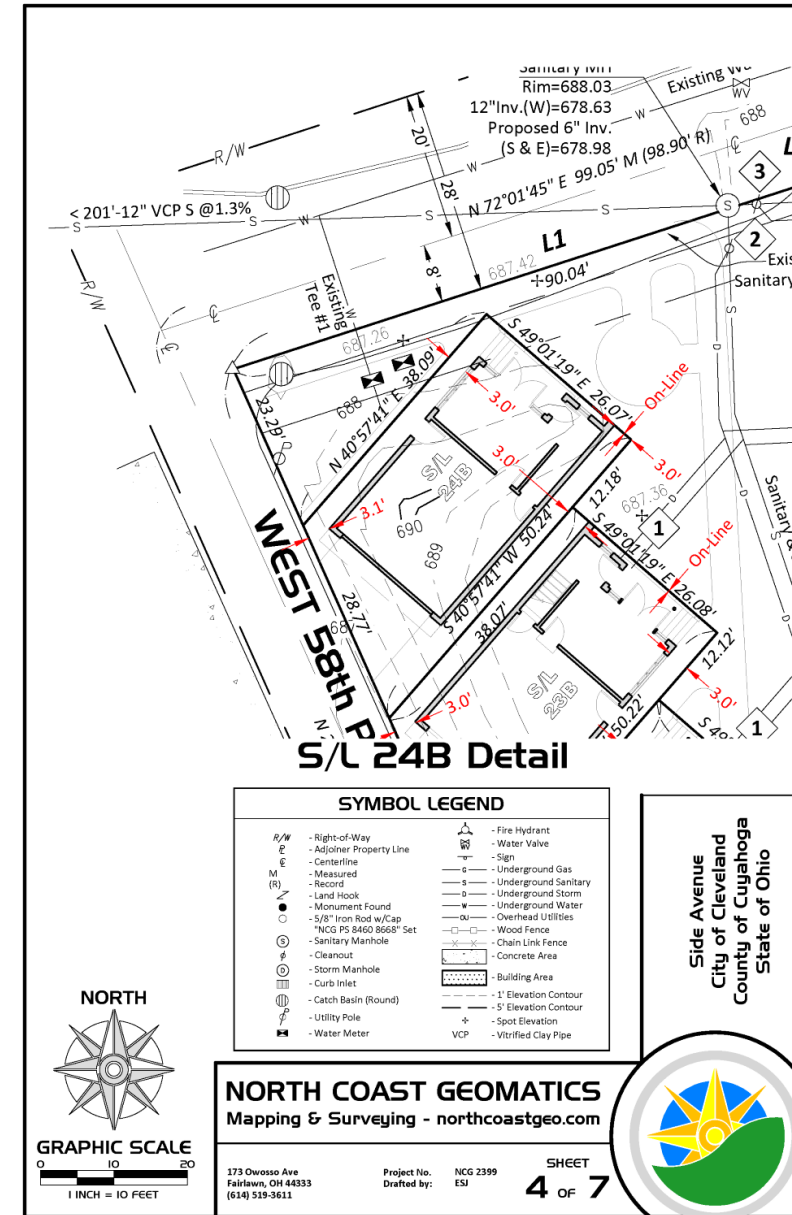 Sanitary MH
Rim=688.03
12"Inv.(W)=678.63
Proposed 6" Inv.
(S & E)=678.98
Existing
W
WV
688
R/W
20'
28'
8'
W
W
W
N 72°01'45" E 99.05' M (98.90' R)
L1
3
2
S
< 201'-12" VCP S @1.3%
S
S
S
S
R/W
Existing
Tee #1
687.42
90.04'
Sanitary
687.26
688
23.29'
N 40°57'41" E 38.09'
S 49°01'19" E 26.07'
On-Line
3.0'
3.0'
3.0'
3.1'
S/L
24B
690
689
12.18'
687.36
1
S 40°57'41" W 50.24'
S 49°01'19" E 26.08'
On-Line
38.07'
28.77'
WEST 58th
S/L
23B
12.12'
3.0'
3.0'
50.22'
1
D
D
D
S
S
Sanitary &
S/L 24B Detail
SYMBOL LEGEND
R/W - Right-of-Way
- Adjoiner Property Line
- Centerline
M - Measured
(R) - Record
- Land Hook
- Monument Found
- 5/8" Iron Rod w/Cap
"NCG PS 8460 8668" Set
S - Sanitary Manhole
- Cleanout
D - Storm Manhole
- Curb Inlet
- Catch Basin (Round)
- Utility Pole
- Water Meter
- Fire Hydrant
WV - Water Valve
- Sign
G - Underground Gas
S - Underground Sanitary
D - Underground Storm
W - Underground Water
OU - Overhead Utilities
- Wood Fence
- Chain Link Fence
- Concrete Area
- Building Area
- 1' Elevation Contour
- 5' Elevation Contour
- Spot Elevation
VCP - Vitrified Clay Pipe
Side Avenue
City of Cleveland
County of Cuyahoga
State of Ohio
NORTH
GRAPHIC SCALE
0 10 20
1 INCH = 10 FEET
NORTH COAST GEOMATICS
Mapping & Surveying - northcoastgeo.com
173 Owosso Ave
Fairlawn, OH 44333
(614) 519-3611
Project No. NCG 2399
Drafted by: ESJ
SHEET
4 OF 7